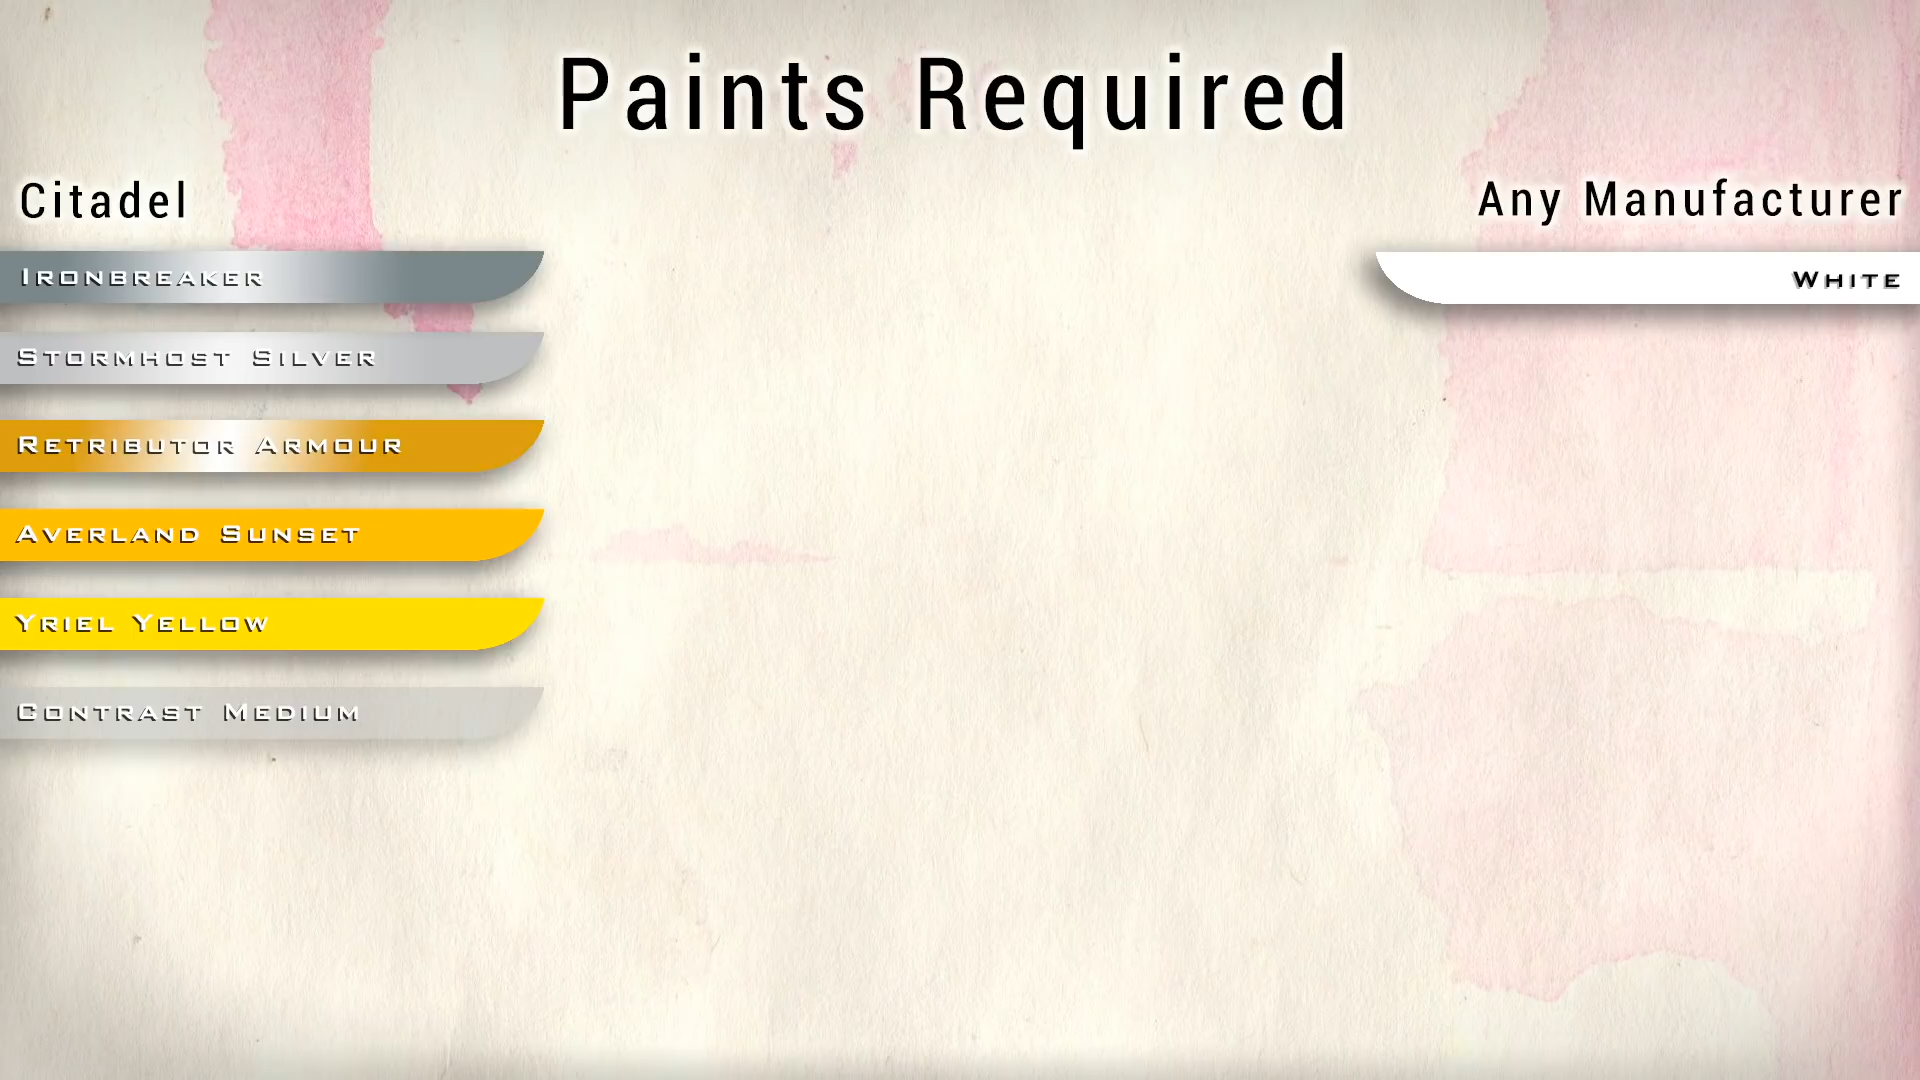 Paints Required
Citadel
Ironbreaker
Stormhost Silver
Retributor Armour
Averland Sunset
Yriel Yellow
Contrast Medium
Any Manufacturer
White